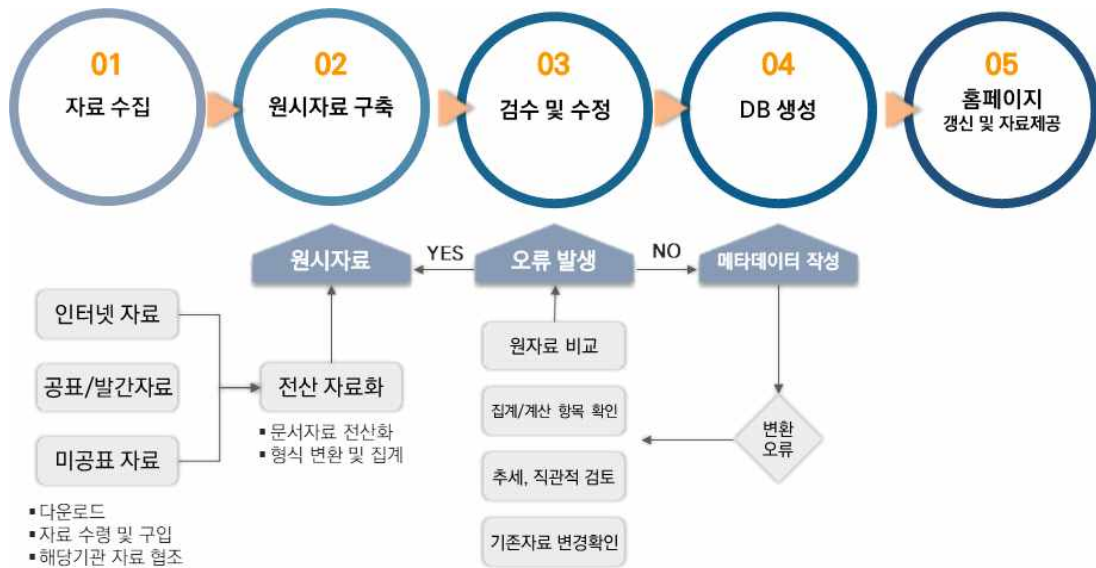 01
자료 수집
02
원시자료 구축
03
검수 및 수정
04
DB 생성
05
홈페이지
갱신 및 자료제공
원시자료
YES
오류 발생
NO
메타데이터 작성
인터넷 자료
공표/발간자료
미공표 자료
▪ 다운로드
▪ 자료 수령 및 구입
▪ 해당기관 자료 협조
전산 자료화
▪ 문서자료 전산화
▪ 형식 변환 및 집계
원자료 비교
집계/계산 항목 확인
추세, 직관적 검토
기존자료 변경확인
변환
오류